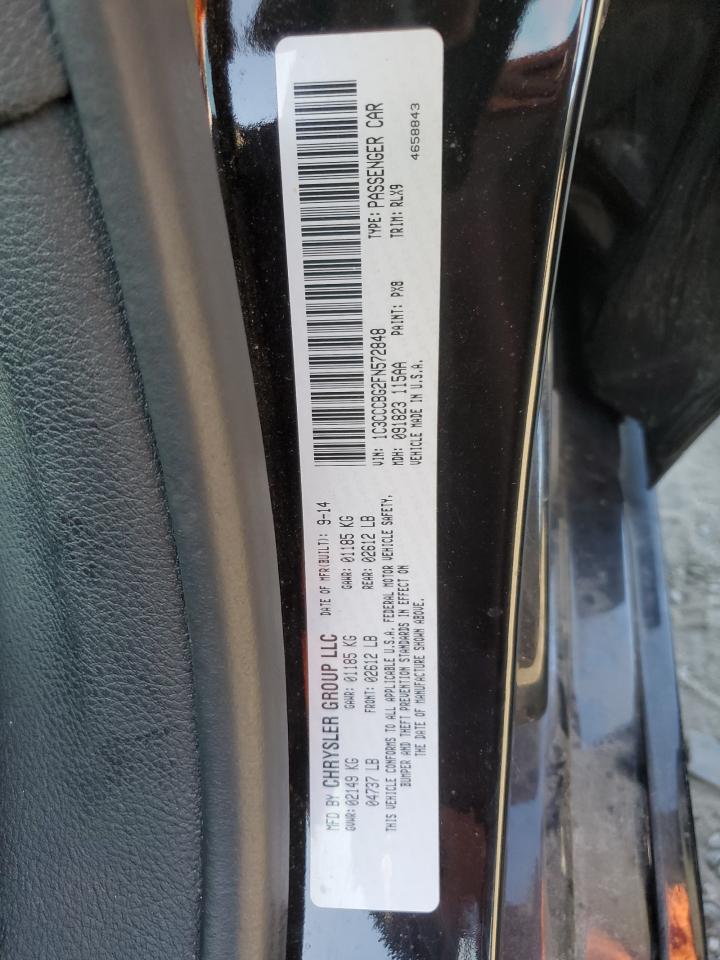 MFD BY CHRYSLER GROUP LLC DATE OF MFR(BUILT): 9-14
GVWR: 02149 KG GAWR: 01185 KG GAWR: 01185 KG
04737 LB FRONT: 02612 LB REAR: 02612 LB
THIS VEHICLE CONFORMS TO ALL APPLICABLE U.S.A. FEDERAL MOTOR VEHICLE SAFETY,
BUMPER AND THEFT PREVENTION STANDARDS IN EFFECT ON
THE DATE OF MANUFACTURE SHOWN ABOVE.
VIN: 1C3CCCBG2FN572848 TYPE: PASSENGER CAR
MDH: 091823 115AA PAINT: PX8 TRIM: RLX9
VEHICLE MADE IN U.S.A. 4658843